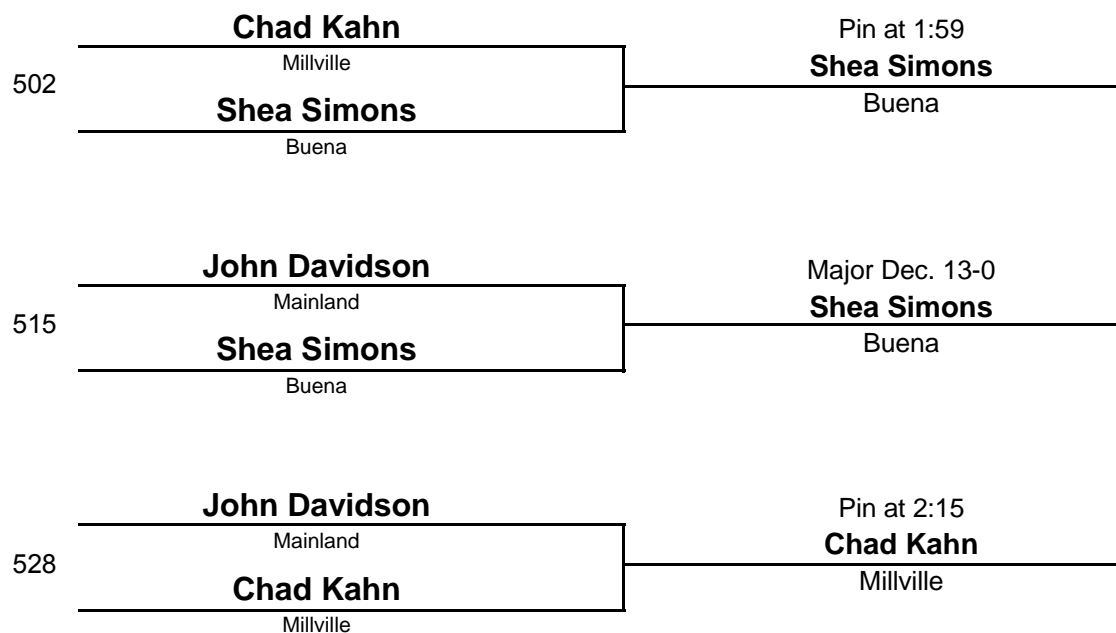 Chad Kahn
Millville
502
Shea Simons
Buena
Pin at 1:59
Shea Simons
Buena
John Davidson
Mainland
515
Shea Simons
Buena
Major Dec. 13-0
Shea Simons
Buena
John Davidson
Mainland
528
Chad Kahn
Millville
Pin at 2:15
Chad Kahn
Millville